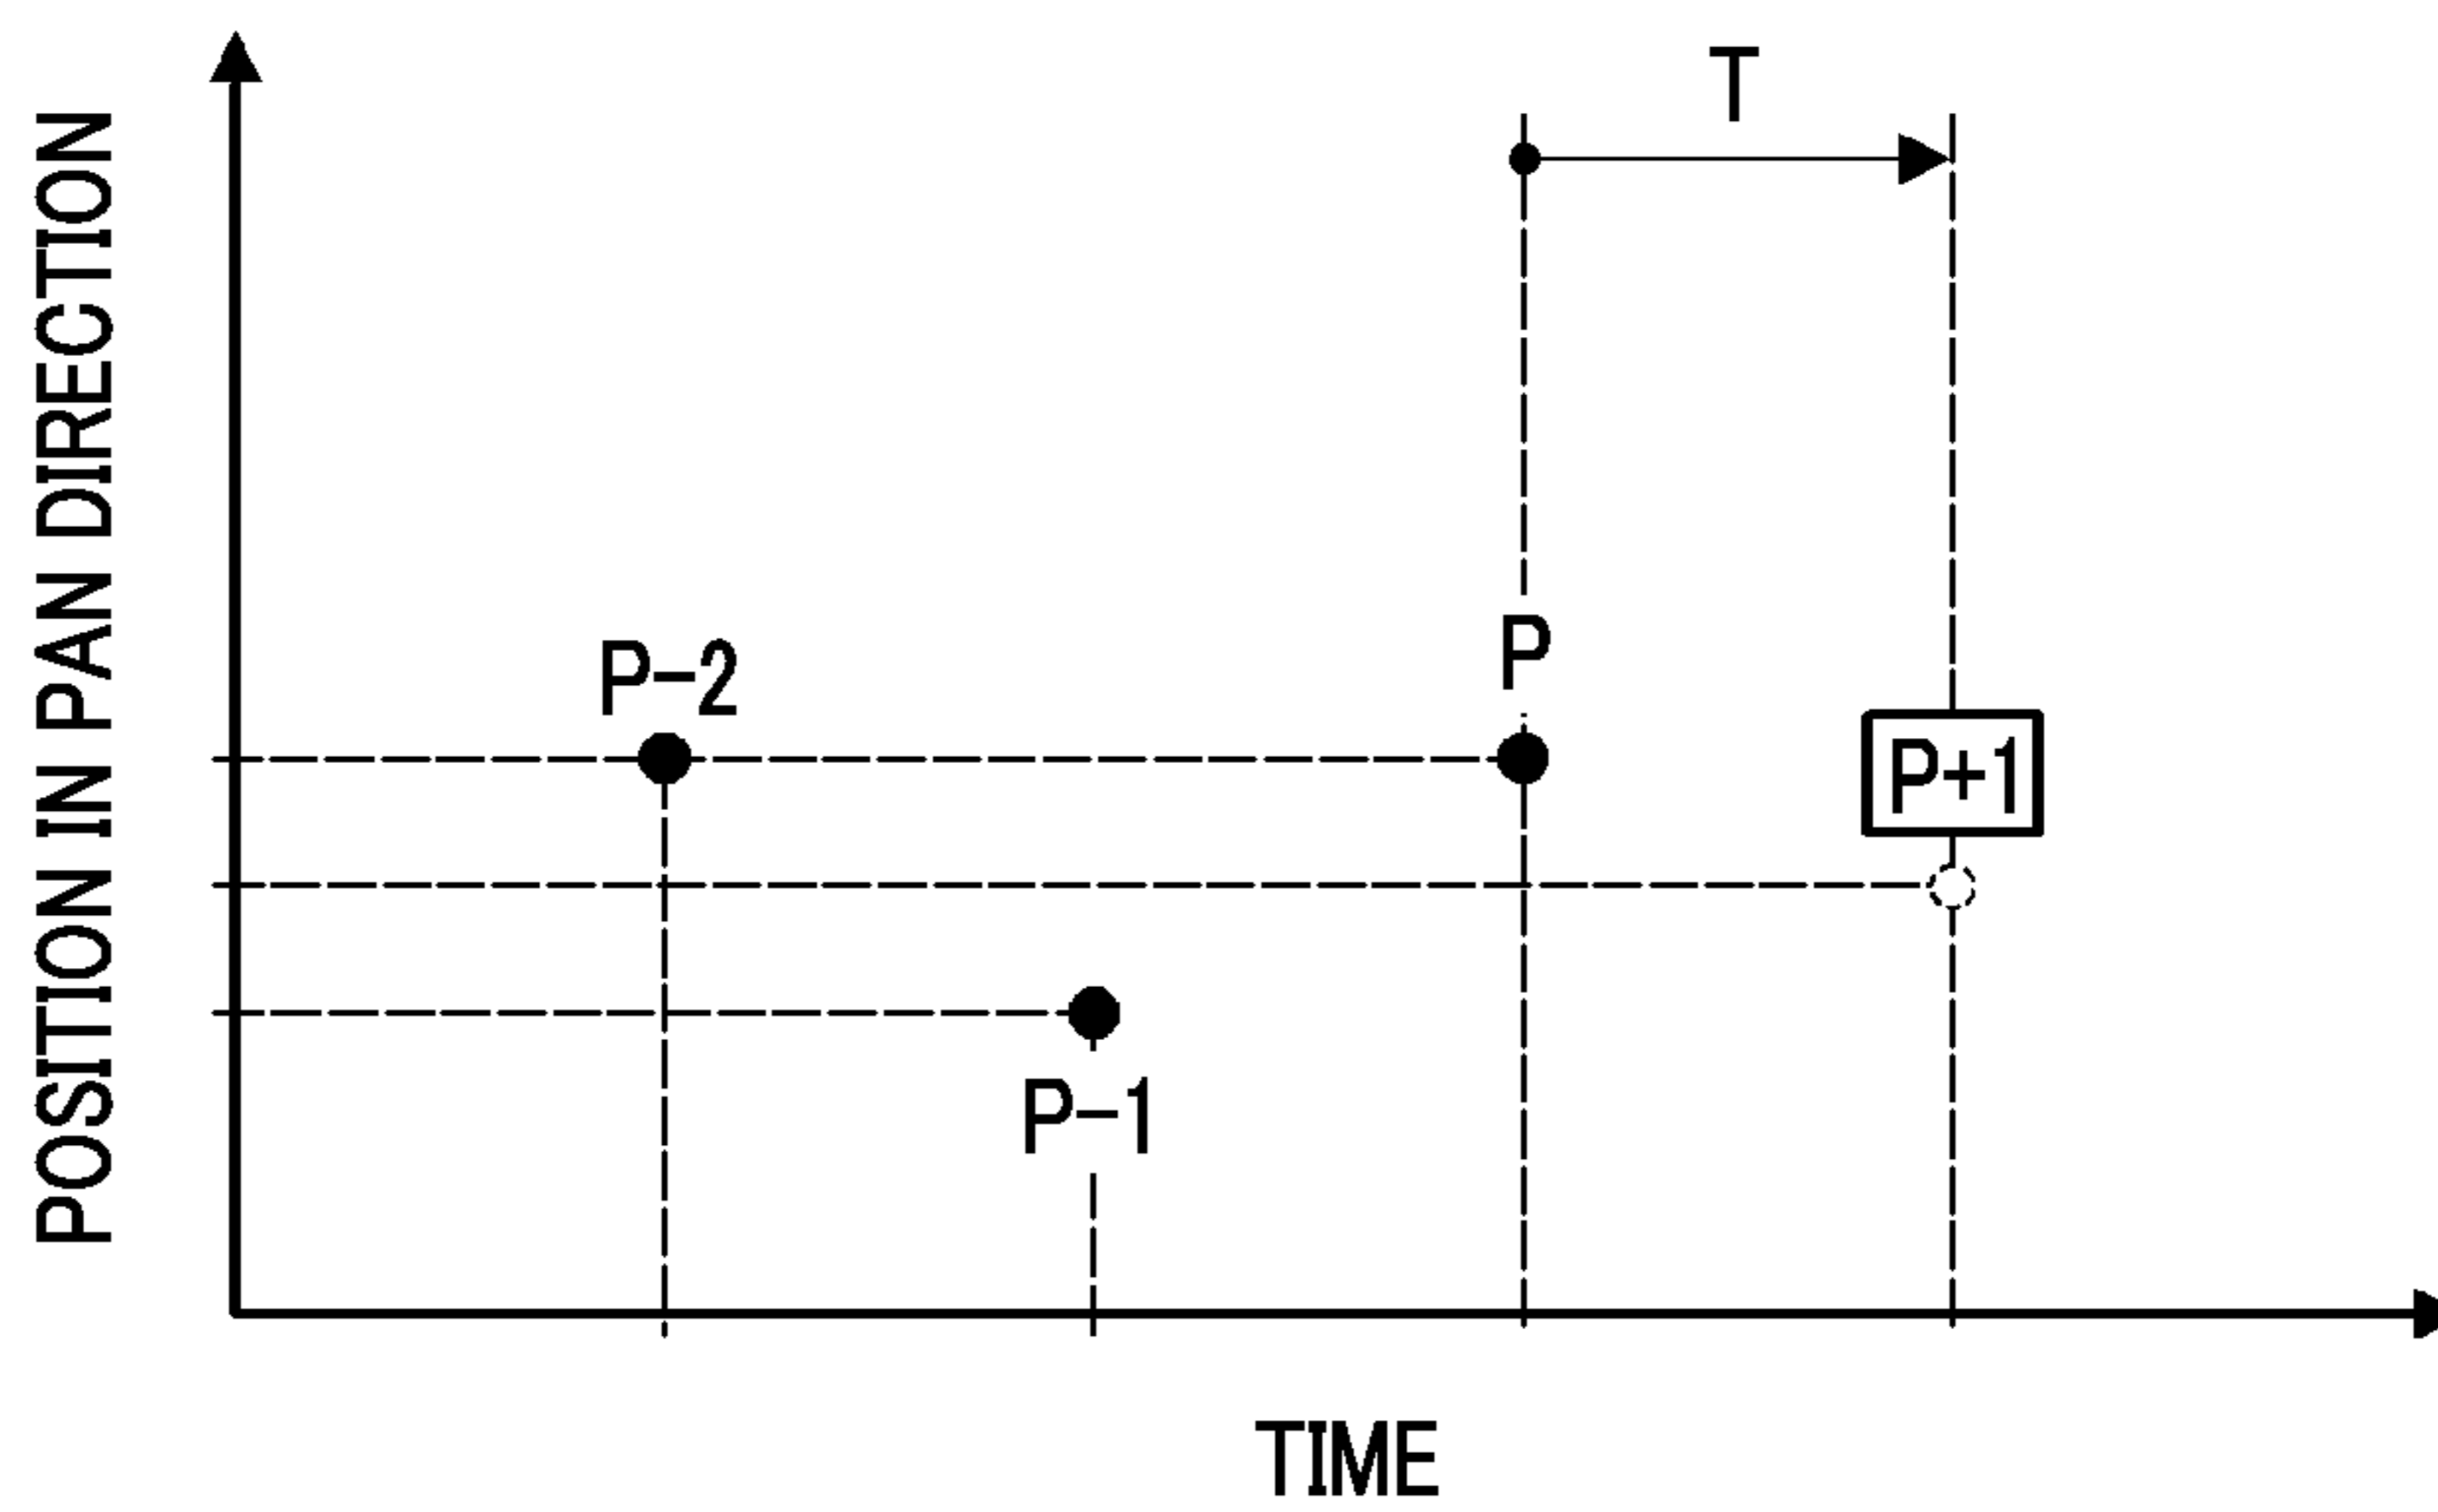 POSITION IN PAN DIRECTION
T
P-2
P
P+1
P-1
TIME